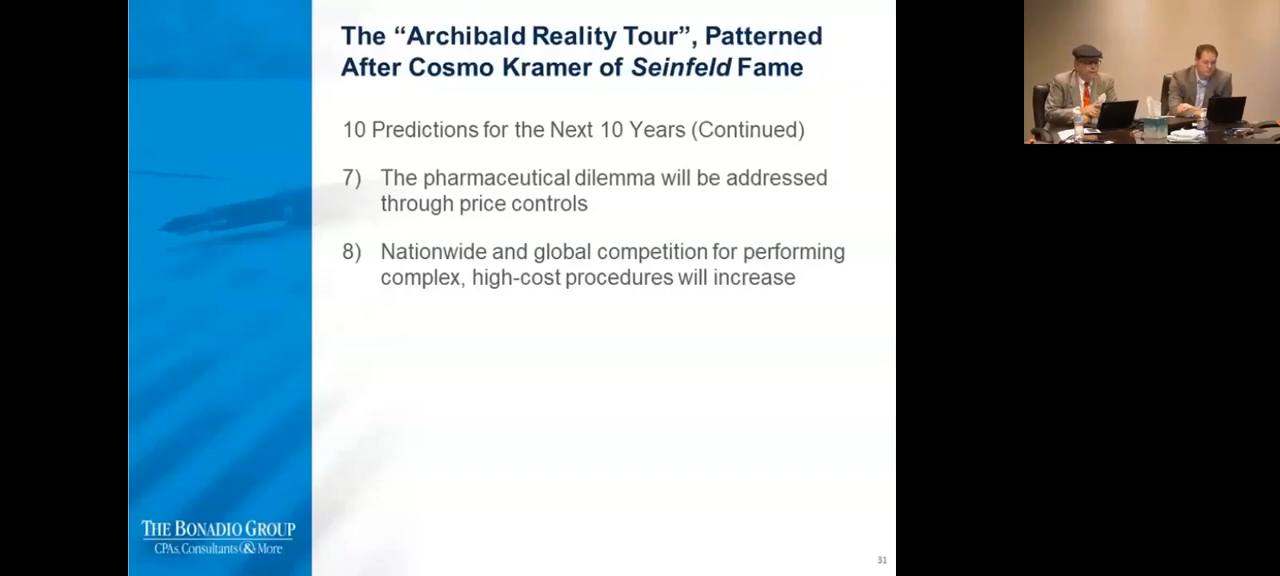 The “Archibald Reality Tour”, Patterned
After Cosmo Kramer of Seinfeld Fame
10 Predictions for the Next 10 Years (Continued)
7) The pharmaceutical dilemma will be addressed
through price controls
8) Nationwide and global competition for performing
complex, high-cost procedures will increase
THE BONADIO GROUP
CPAs, Consultants & More
31